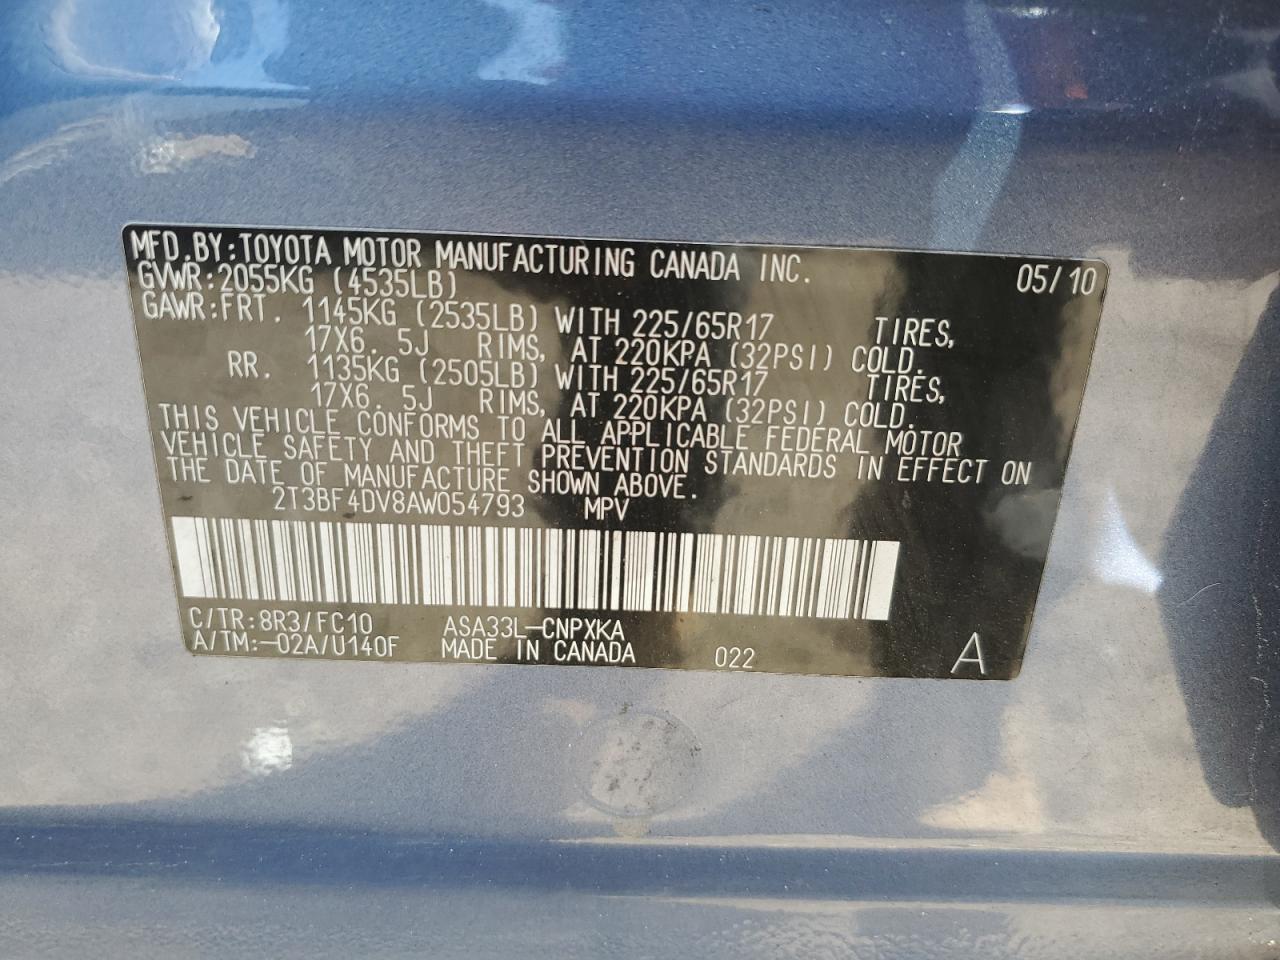 MFD.BY:TOYOTA MOTOR MANUFACTURING CANADA INC. 05/10
GVWR:2055KG (4535LB)
GAWR:FRT. 1145KG (2535LB) WITH 225/65R17 TIRES,
17X6.5J RIMS, AT 220KPA (32PSI) COLD.
RR. 1135KG (2505LB) WITH 225/65R17 TIRES,
17X6.5J RIMS, AT 220KPA (32PSI) COLD.
THIS VEHICLE CONFORMS TO ALL APPLICABLE FEDERAL MOTOR
VEHICLE SAFETY AND THEFT PREVENTION STANDARDS IN EFFECT ON
THE DATE OF MANUFACTURE SHOWN ABOVE.
2T3BF4DV8AW054793 MPV
C/TR:8R3/FC10 ASA33L-CNPXKA
A/TM:-02A/U140F MADE IN CANADA 022 A